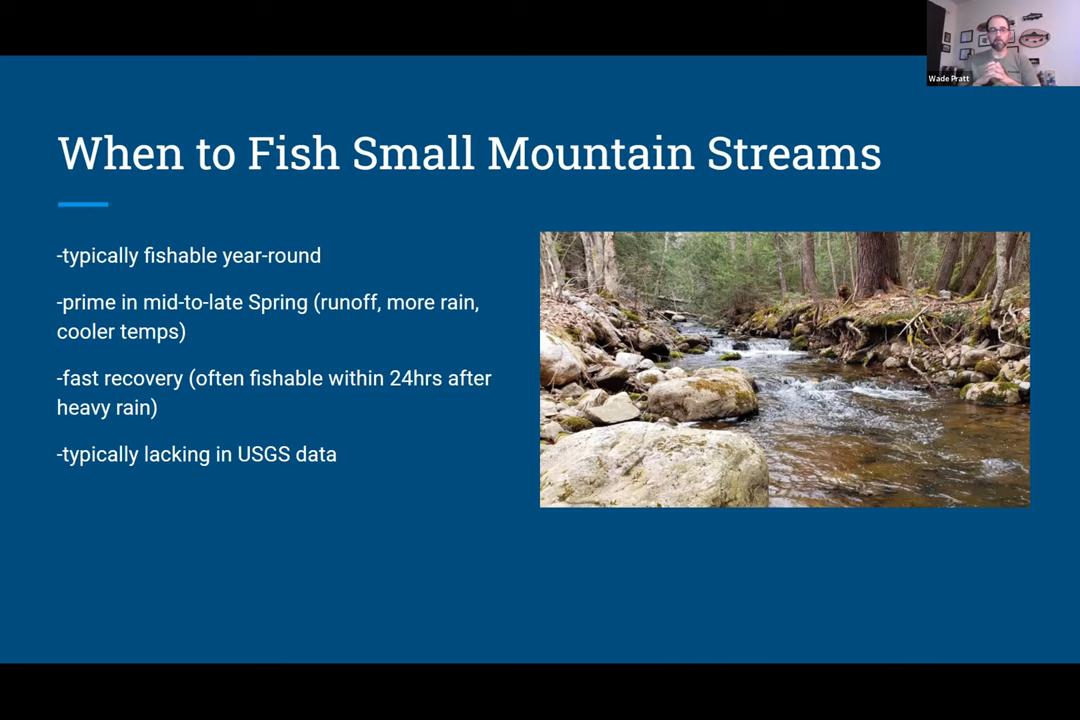 Wade Pratt
When to Fish Small Mountain Streams
-typically fishable year-round
-prime in mid-to-late Spring (runoff, more rain,
cooler temps)
-fast recovery (often fishable within 24hrs after
heavy rain)
-typically lacking in USGS data